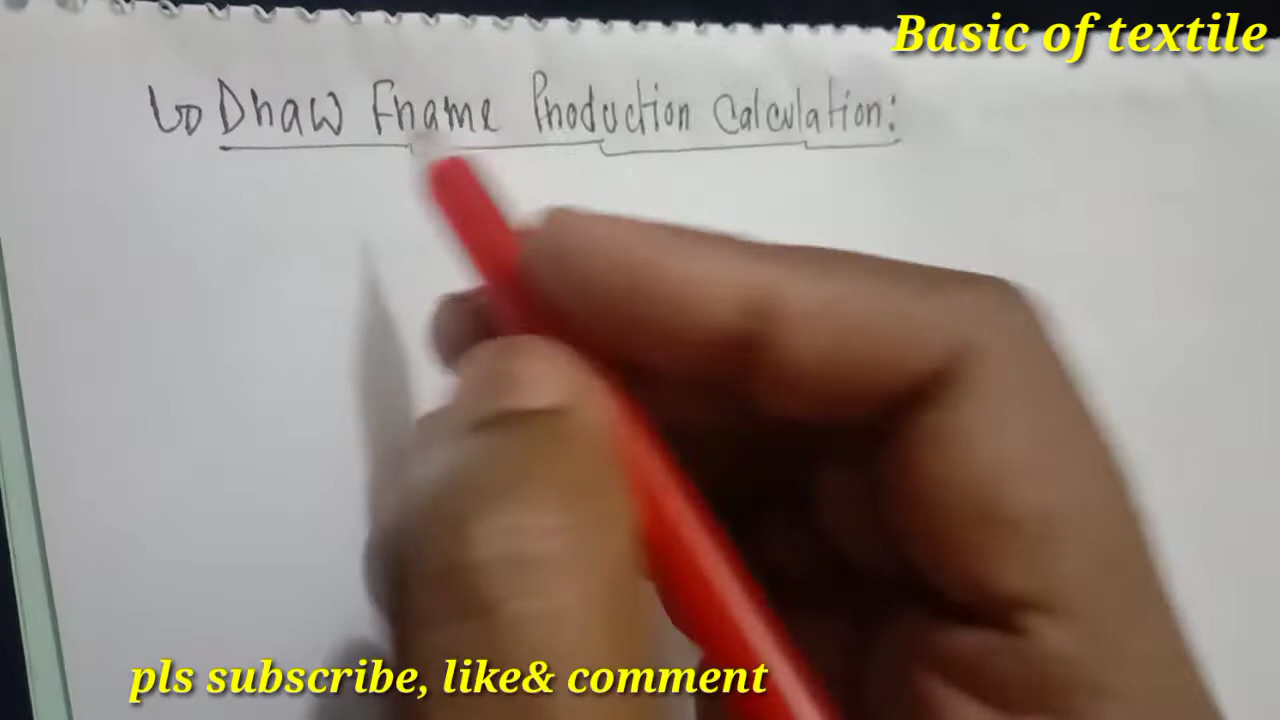 Basic of textile
Draw Frame Production Calculation:
pls subscribe, like& comment